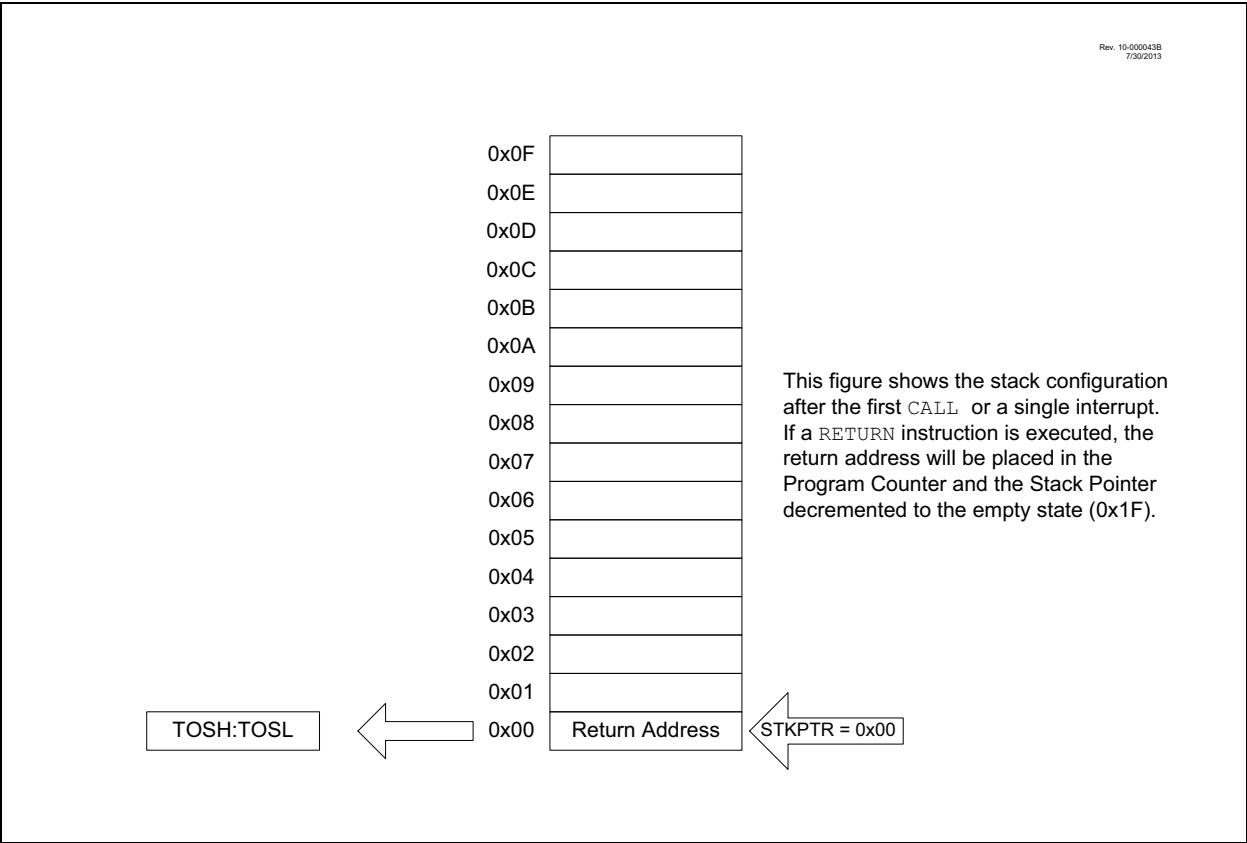 Rev. 10-000043B
7/30/2013
0x0F
0x0E
0x0D
0x0C
0x0B
0x0A
0x09
0x08
0x07
0x06
0x05
0x04
0x03
0x02
0x01
This figure shows the stack configuration
after the first CALL or a single interrupt.
If a RETURN instruction is executed, the
return address will be placed in the
Program Counter and the Stack Pointer
decremented to the empty state (0x1F).
TOSH:TOSL
0x00
Return Address
STKPTR = 0x00